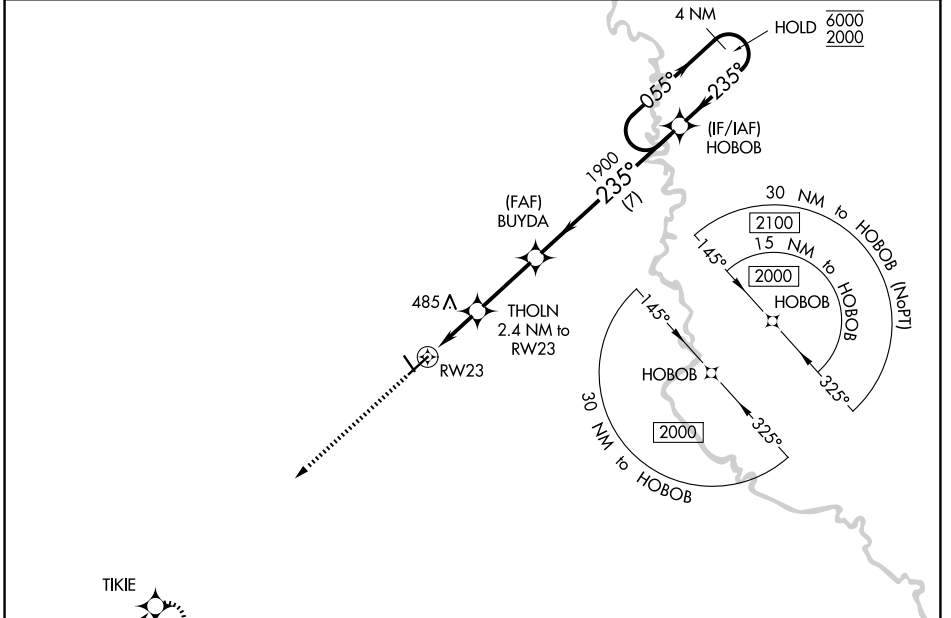 4 NM
HOLD 6000
2000
055°
235°
(IF/IAF)
HOBOB
1900
235°
(7)
(FAF)
BUYDA
30 NM to HOBOB (NoPT)
2100
145°
15 NM to HOBOB
2000
HOBOB
325°
485
THOLN
2.4 NM to
RW23
RW23
145°
HOBOB
325°
2000
30 NM to HOBOB
TIKIE